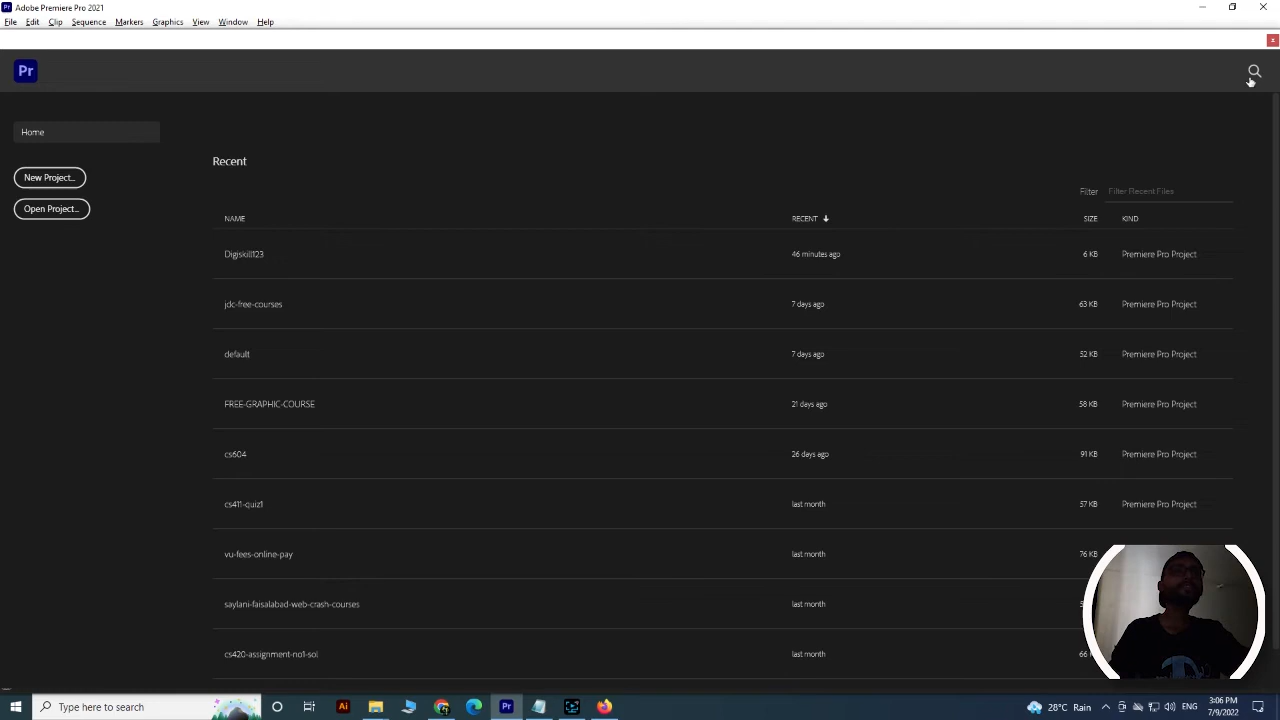 Pr Adobe Premiere Pro 2021
File Edit Clip Sequence Markers Graphics View Window Help
Pr
Home
New Project...
Open Project...
Recent
Filter Filter Recent Files
NAME RECENT SIZE KIND
Digiskill123 46 minutes ago 6 KB Premiere Pro Project
jdc-free-courses 7 days ago 63 KB Premiere Pro Project
default 7 days ago 52 KB Premiere Pro Project
FREE-GRAPHIC-COURSE 21 days ago 58 KB Premiere Pro Project
cs604 26 days ago 91 KB Premiere Pro Project
cs411-quiz1 last month 57 KB Premiere Pro Project
vu-fees-online-pay last month 76 KB
saylani-faisalabad-web-crash-courses last month
cs420-assignment-no1-sol last month 66
Type here to search Ai Pr 28°C Rain ENG 3:06 PM
7/9/2022